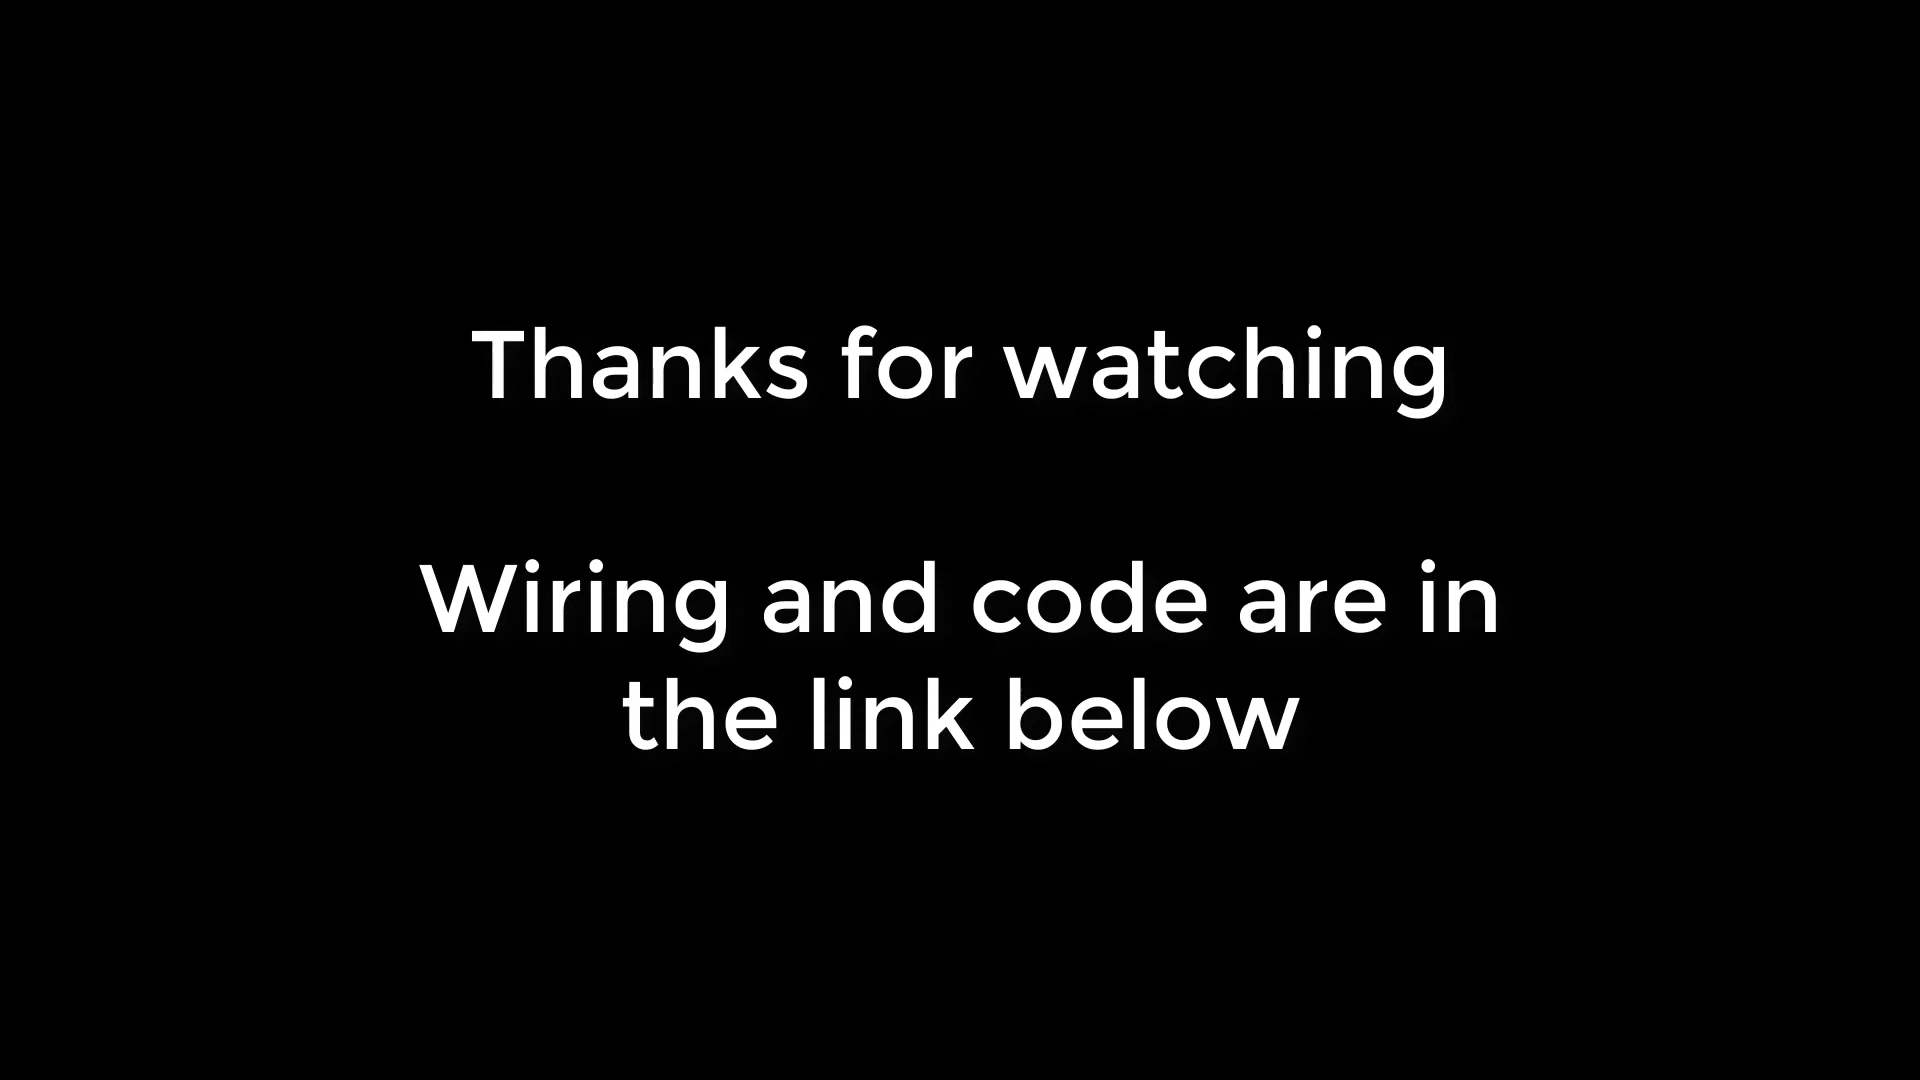 Thanks for watching
Wiring and code are in
the link below